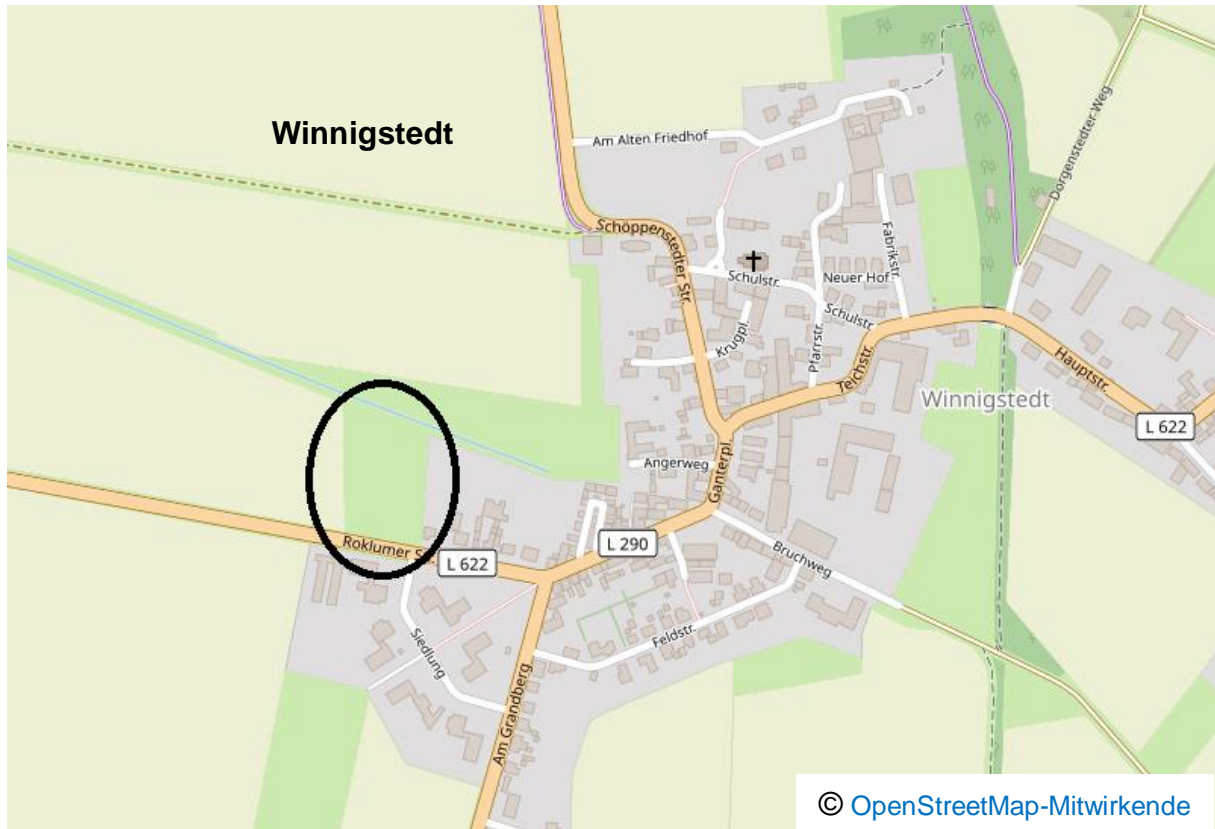 Winnigstedt
Am Alten Friedhof
Dorgenstedter Weg
Schöppenstedter Str.
Schulstr.
Neuer Hof
Fabrikstr.
Schulstr.
Krugpl.
Pfarrstr.
Teichstr.
Hauptstr.
Winnigstedt
L 622
Angerweg
Ganterpl.
Roklumer S
L 622
L 290
Bruchweg
Siedlung
Feldstr.
Am Grandberg
© OpenStreetMap-Mitwirkende